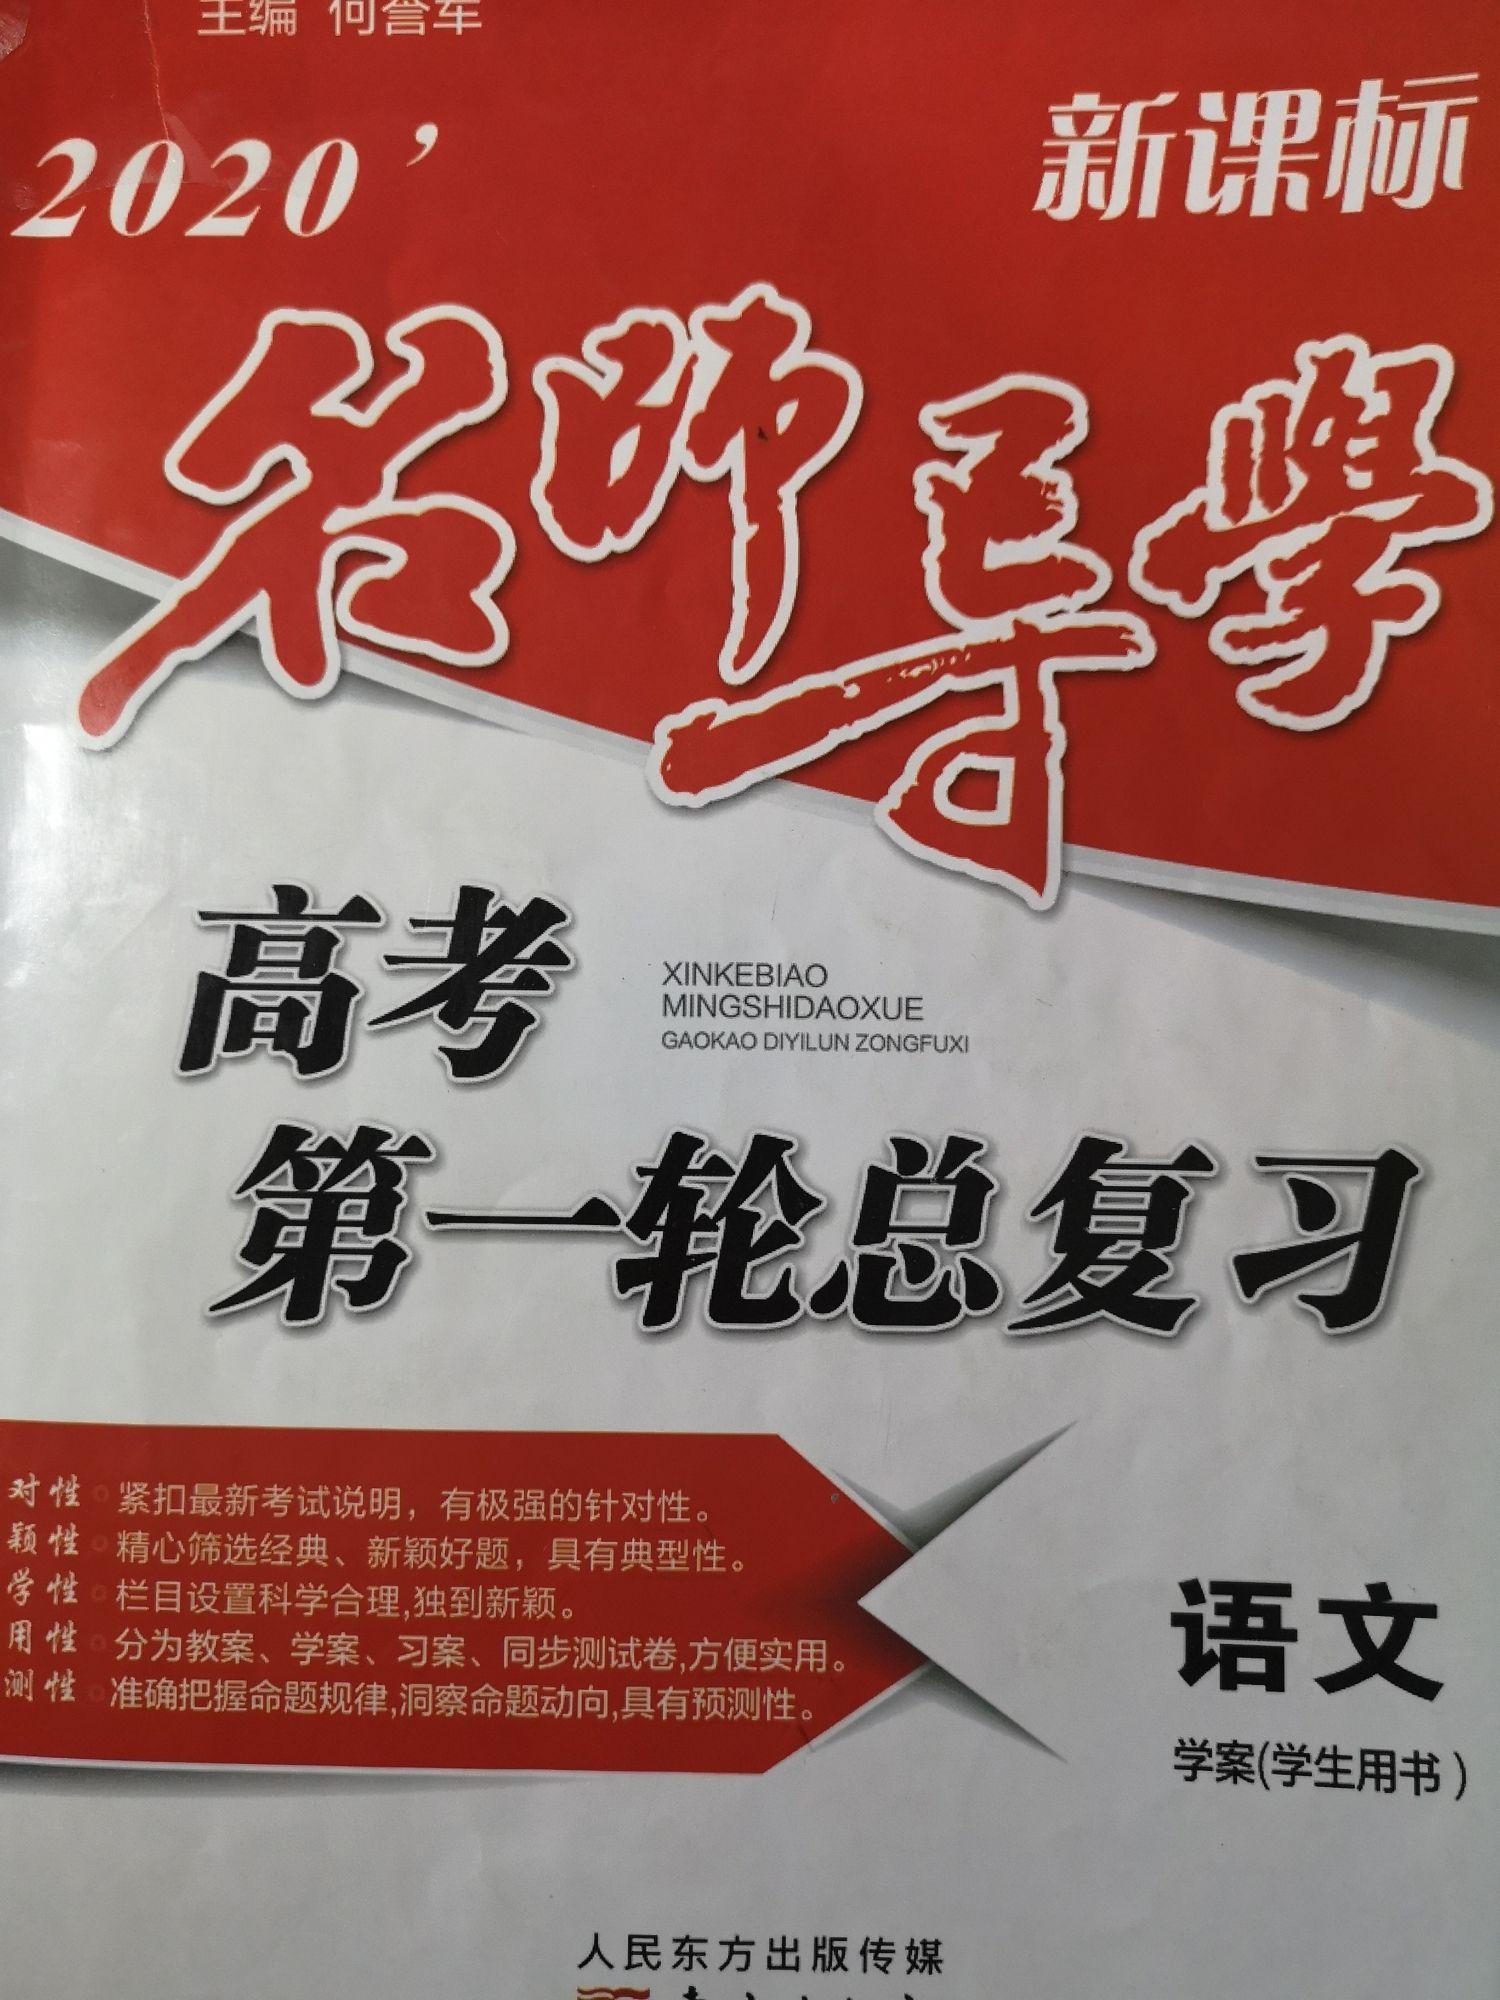 主编 何誉军
2020'
新课标
名师导學
高考
XINKEBIAO
MINGSHIDAOXUE
GAOKAO DIYILUN ZONGFUXI
第一轮总复习
对性 紧扣最新考试说明，有极强的针对性。
颖性 精心筛选经典、新颖好题，具有典型性。
学性 栏目设置科学合理,独到新颖。
用性 分为教案、学案、习案、同步测试卷,方便实用。
测性 准确把握命题规律,洞察命题动向,具有预测性。
语文
学案(学生用书)
人民东方出版传媒